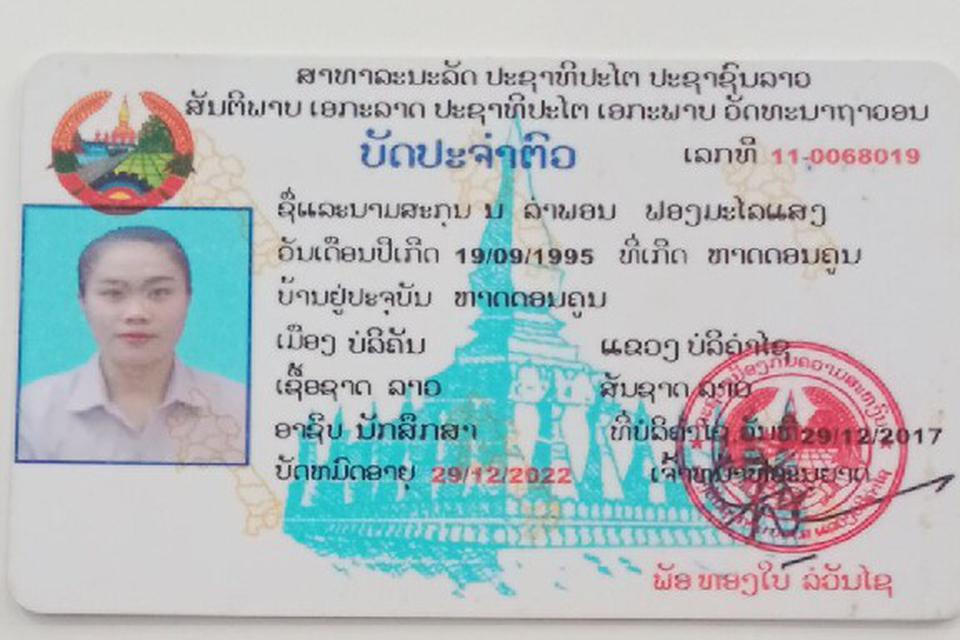 ສາທາລະນະລັດ ປະຊາທິປະໄຕ ປະຊາຊົນລາວ
ສັນຕິພາບ ເອກະລາດ ປະຊາທິປະໄຕ ເອກະພາບ ວັດທະນາຖາວອນ
ບັດປະຈຳຕົວ ເລກທີ 11-0068019
ຊື່ແລະນາມສະກຸນ ນ ລຳພອນ ຟອງມະໄລແສງ
ວັນເດືອນປີເກີດ 19/09/1995 ທີ່ເກີດ ຫາດດອນຄູນ
ບ້ານຢູ່ປະຈຸບັນ ຫາດດອນຄູນ
ເມືອງ ບໍລິຄັນ ແຂວງ ບໍລິຄຳໄຊ
ເຊື້ອຊາດ ລາວ ສັນຊາດ ລາວ
ອາຊີບ ນັກສຶກສາ ທີ່ບໍລິຄຳໄຊ ວັນທີ 29/12/2017
ບັດຫມົດອາຍຸ 29/12/2022 ເຈົ້າຫນ້າທີ່ອະນຸຍາດ
ພັອ ທອງໃບ ລໍວັນໄຊ